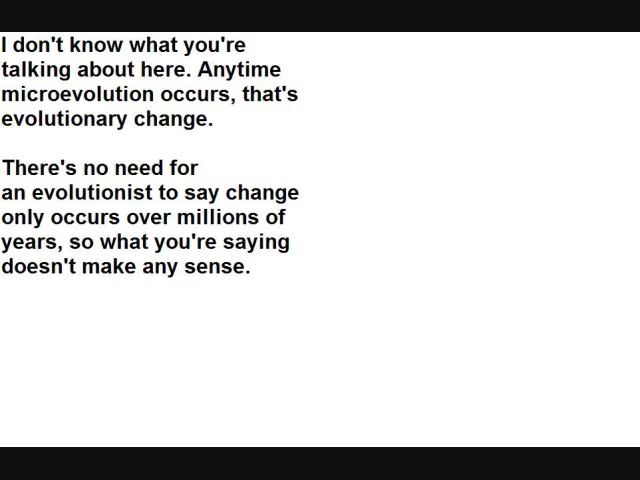 I don't know what you're
talking about here. Anytime
microevolution occurs, that's
evolutionary change.
There's no need for
an evolutionist to say change
only occurs over millions of
years, so what you're saying
doesn't make any sense.